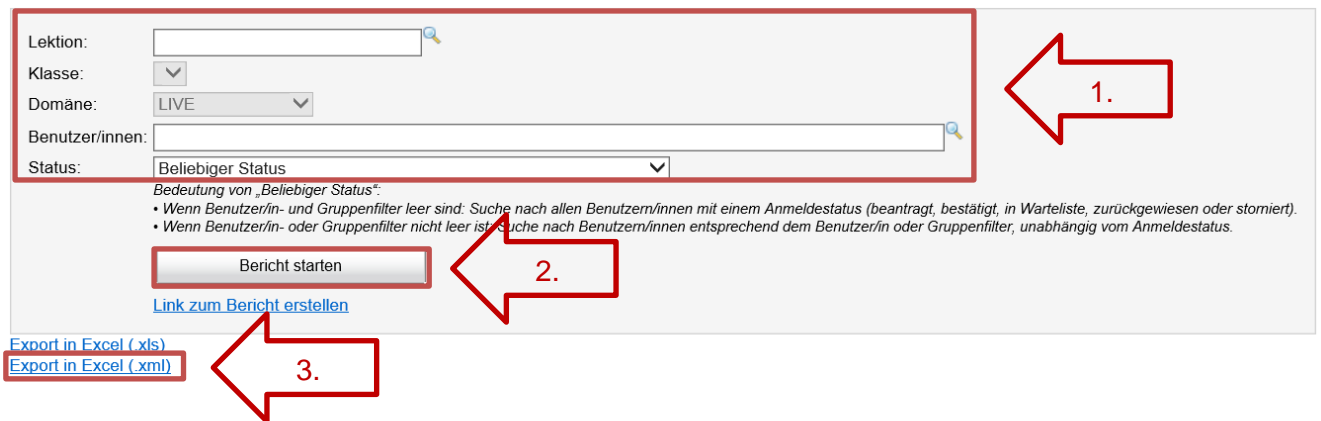 Lektion:
Klasse:
1.
Domäne: LIVE
Benutzer/innen:
Status: Beliebiger Status
Bedeutung von „Beliebiger Status“:
• Wenn Benutzer/in- und Gruppenfilter leer sind: Suche nach allen Benutzern/innen mit einem Anmeldestatus (beantragt, bestätigt, in Warteliste, zurückgewiesen oder storniert).
• Wenn Benutzer/in- oder Gruppenfilter nicht leer ist: Suche nach Benutzern/innen entsprechend dem Benutzer/in oder Gruppenfilter, unabhängig vom Anmeldestatus.
Bericht starten
2.
Link zum Bericht erstellen
Export in Excel (.xls)
Export in Excel (.xml)
3.